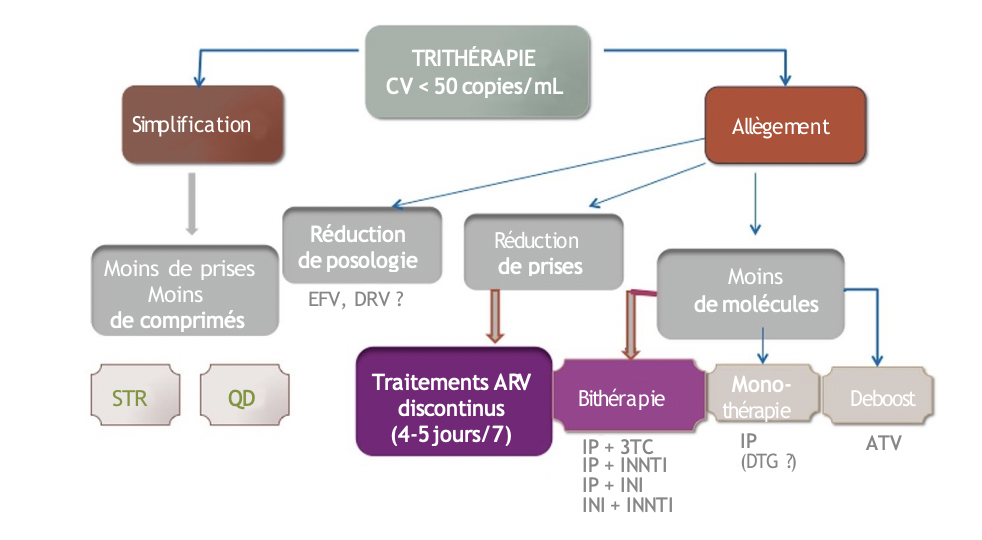 TRITHÉRAPIE
CV < 50 copies/mL
Simplification
Allègement
Réduction
de posologie
EFV, DRV ?
Réduction
de prises
Moins de prises
Moins
de comprimés
Moins
de molécules
STR
QD
Traitements ARV
discontinus
(4-5 jours/7)
Bithérapie
IP + 3TC
IP + INNTI
IP + INI
INI + INNTI
Mono-
thérapie
IP
(DTG ?)
Deboost
ATV